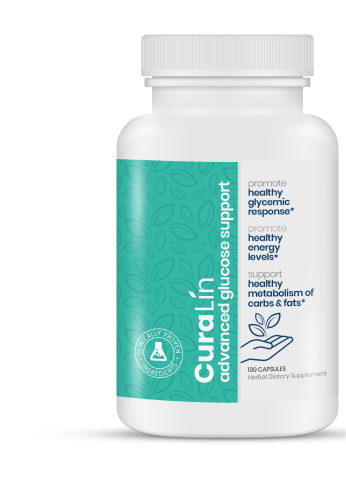 curaLin
advanced glucose support
CLINICALLY PROVEN
INGREDIENTS
promote
healthy
glycemic
response*
promote
healthy
energy
levels*
support
healthy
metabolism of
carbs & fats*
180 CAPSULES
Herbal Dietary Supplement